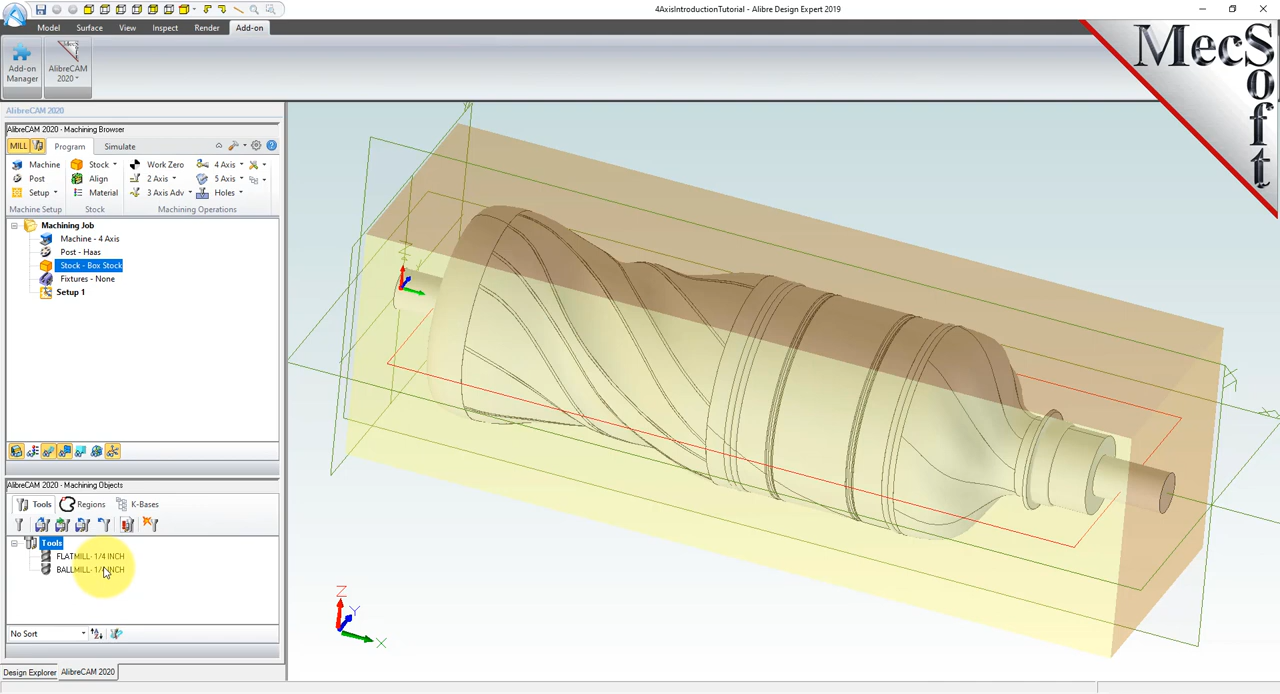 4AxisIntroductionTutorial - Alibre Design Expert 2019
Model Surface View Inspect Render Add-on
Add-on Manager
AlibreCAM 2020
MecSoft
AlibreCAM 2020
AlibreCAM 2020 - Machining Browser
MILL Program Simulate
Machine Stock Work Zero 4 Axis
Post Align 2 Axis 5 Axis
Setup Material 3 Axis Adv Holes
Machine Setup Stock Machining Operations
Machining Job
Machine - 4 Axis
Post - Haas
Stock - Box Stock
Fixtures - None
Setup 1
AlibreCAM 2020 - Machining Objects
Tools Regions K-Bases
Tools
FLATMILL- 1/4 INCH
BALLMILL- 1/4 INCH
No Sort
Design Explorer AlibreCAM 2020
Z
Y
X